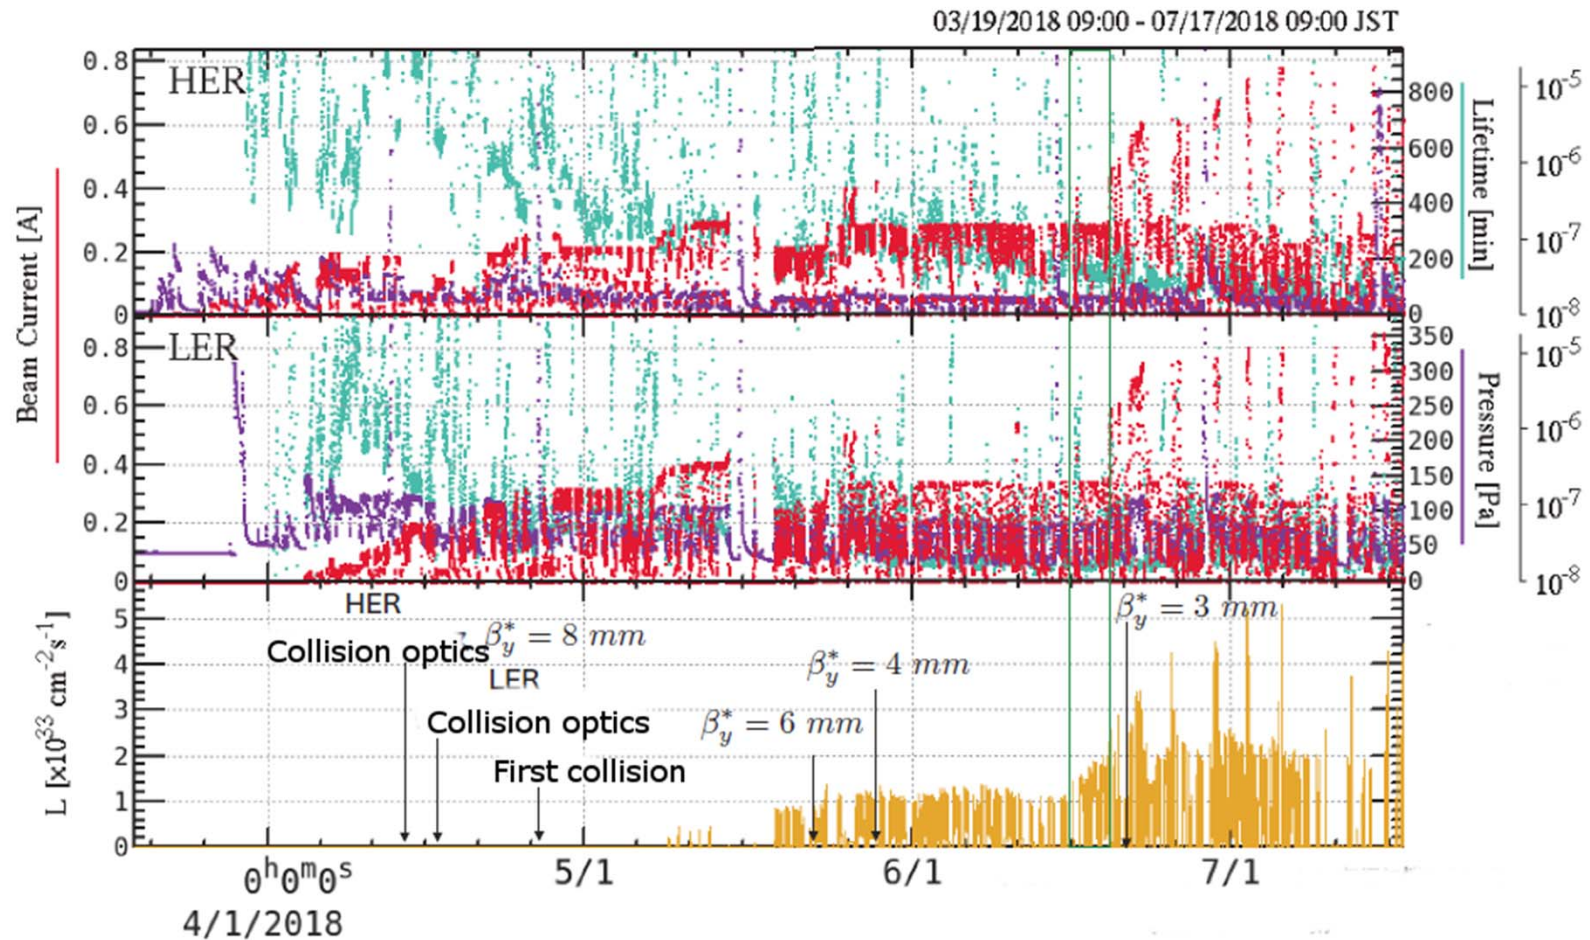 03/19/2018 09:00 - 07/17/2018 09:00 JST
HER
0.8
0.6
0.4
0.2
0
800
600
400
200
0
Lifetime [min]
10⁻⁵
10⁻⁶
10⁻⁷
10⁻⁸
Beam Current [A]
LER
0.8
0.6
0.4
0.2
0
350
300
250
200
150
100
50
0
Pressure [Pa]
10⁻⁵
10⁻⁶
10⁻⁷
10⁻⁸
L [x10³³ cm⁻²s⁻¹]
5
4
3
2
1
0
HER
Collision optics
β*y = 8 mm
LER
Collision optics
First collision
β*y = 6 mm
β*y = 4 mm
β*y = 3 mm
0ʰ0ᵐ0ˢ
5/1
6/1
7/1
4/1/2018